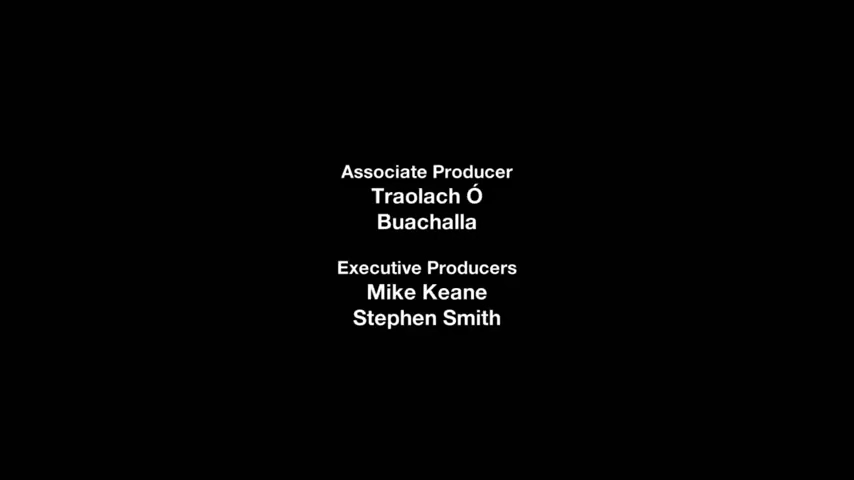 Associate Producer
Traolach Ó
Buachalla
Executive Producers
Mike Keane
Stephen Smith